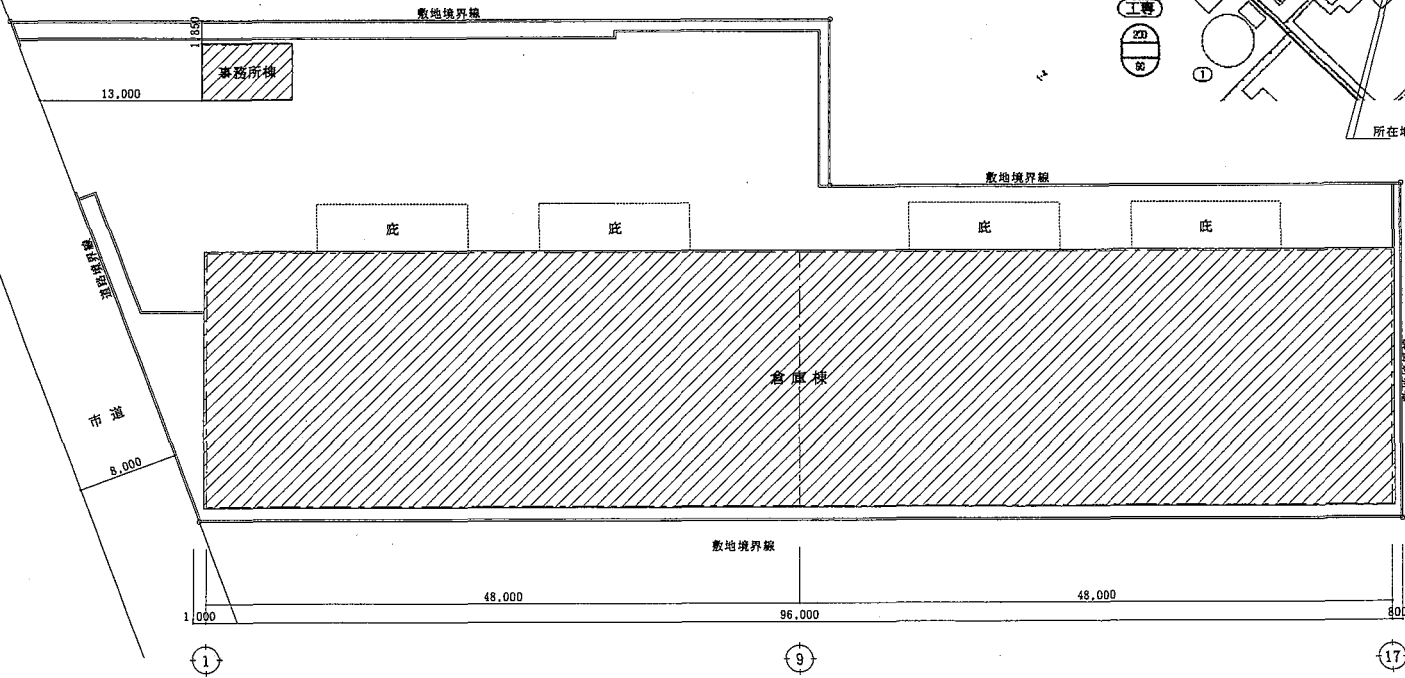 敷地境界線
1,850
事務所棟
13,000
工専
200
60
1
所在地
敷地境界線
庇
庇
庇
庇
道路境界線
倉庫棟
市道
8,000
敷地境界線
48,000
48,000
1,000
96,000
800
1
9
17